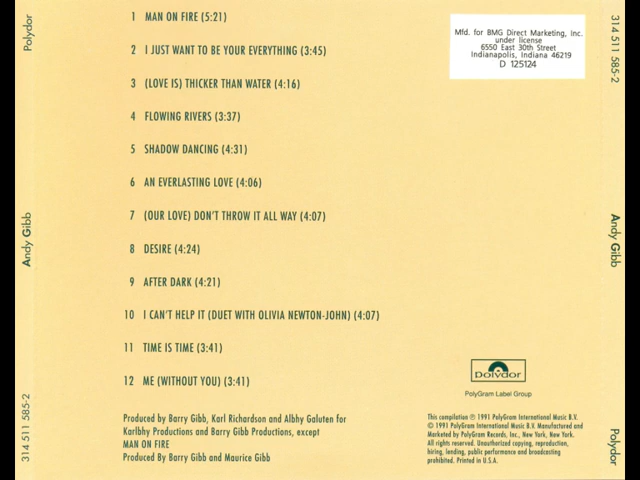 1 MAN ON FIRE (5:21)
2 I JUST WANT TO BE YOUR EVERYTHING (3:45)
3 (LOVE IS) THICKER THAN WATER (4:16)
4 FLOWING RIVERS (3:37)
5 SHADOW DANCING (4:31)
6 AN EVERLASTING LOVE (4:06)
7 (OUR LOVE) DON'T THROW IT ALL WAY (4:07)
8 DESIRE (4:24)
9 AFTER DARK (4:21)
10 I CAN'T HELP IT (DUET WITH OLIVIA NEWTON-JOHN) (4:07)
11 TIME IS TIME (3:41)
12 ME (WITHOUT YOU) (3:41)
Produced by Barry Gibb, Karl Richardson and Albhy Galuten for
Karlbhy Productions and Barry Gibb Productions, except
MAN ON FIRE
Produced By Barry Gibb and Maurice Gibb
Mfd. for BMG Direct Marketing, Inc.
under license
6550 East 30th Street
Indianapolis, Indiana 46219
D 125124
Polydor
PolyGram Label Group
This compilation ℗ 1991 PolyGram International Music B.V.
© 1991 PolyGram International Music B.V. Manufactured and
Marketed by PolyGram Records, Inc., New York, New York.
All rights reserved. Unauthorized copying, reproduction,
hiring, lending, public performance and broadcasting
prohibited. Printed in U.S.A.
Polydor
Andy Gibb
314 511 585-2
314 511 585-2
Andy Gibb
Polydor